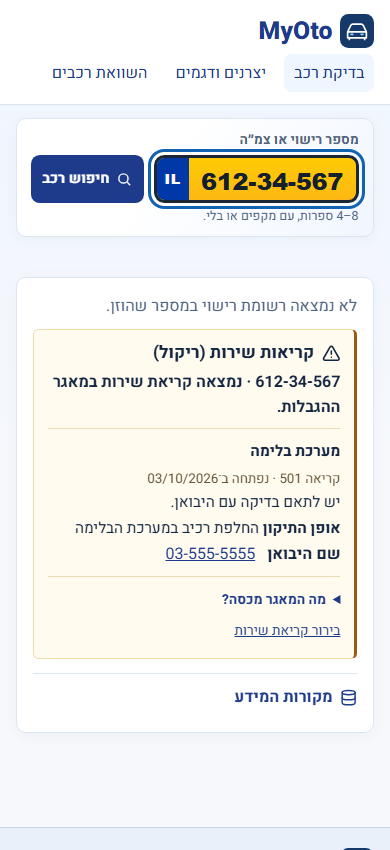 MyOto
בדיקת רכב
יצרנים ודגמים
השוואת רכבים
מספר רישוי או צמ״ה
IL
612-34-567
חיפוש רכב
4–8 ספרות, עם מקפים או בלי.
לא נמצאה רשומת רישוי במספר שהוזן.
קריאות שירות (ריקול)
612-34-567 · נמצאה קריאת שירות במאגר
ההגבלות.
מערכת בלימה
קריאה 501 · נפתחה ב־03/10/2026
יש לתאם בדיקה עם היבואן.
אופן התיקון החלפת רכיב במערכת הבלימה
שם היבואן 03-555-5555
מה המאגר מכסה?
בירור קריאת שירות
מקורות המידע